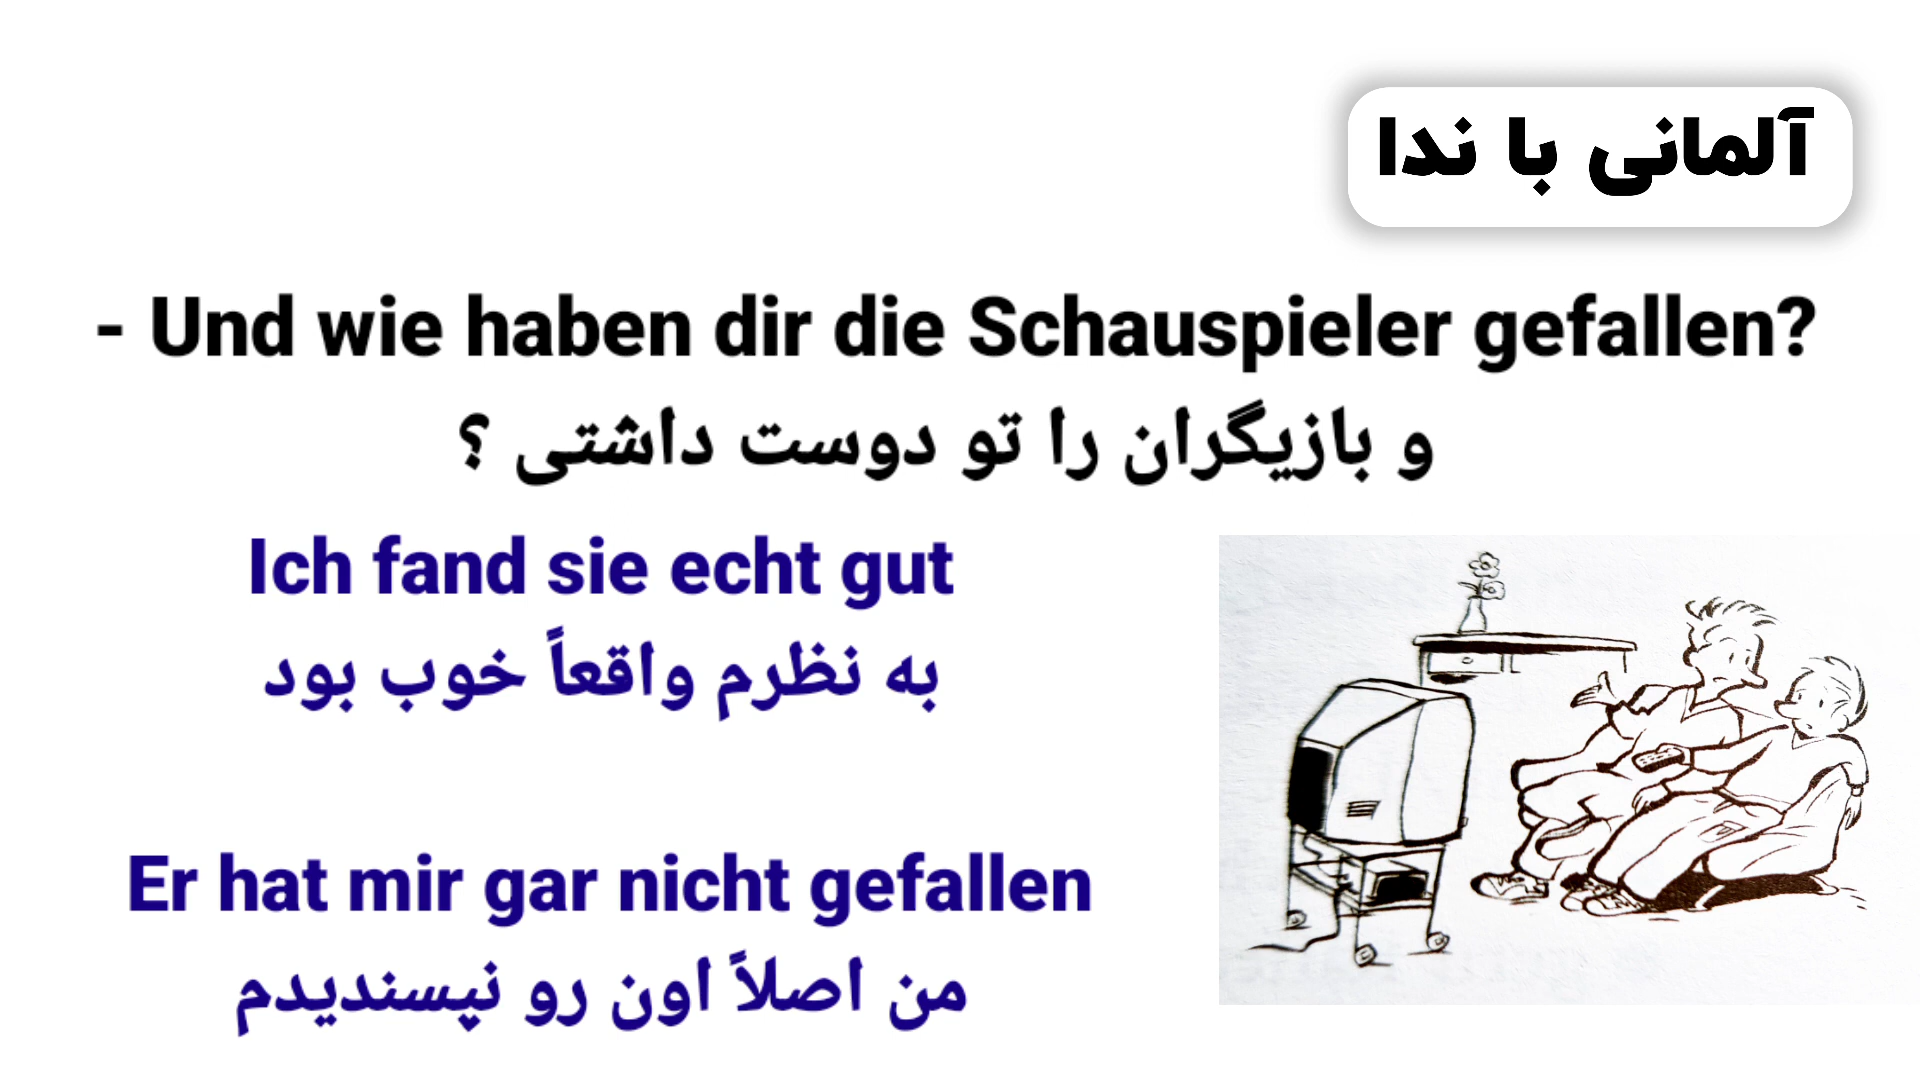 آلمانی با ندا
- Und wie haben dir die Schauspieler gefallen?
و بازیگران را تو دوست داشتی ؟
Ich fand sie echt gut
به نظرم واقعاً خوب بود
Er hat mir gar nicht gefallen
من اصلاً اون رو نپسندیدم